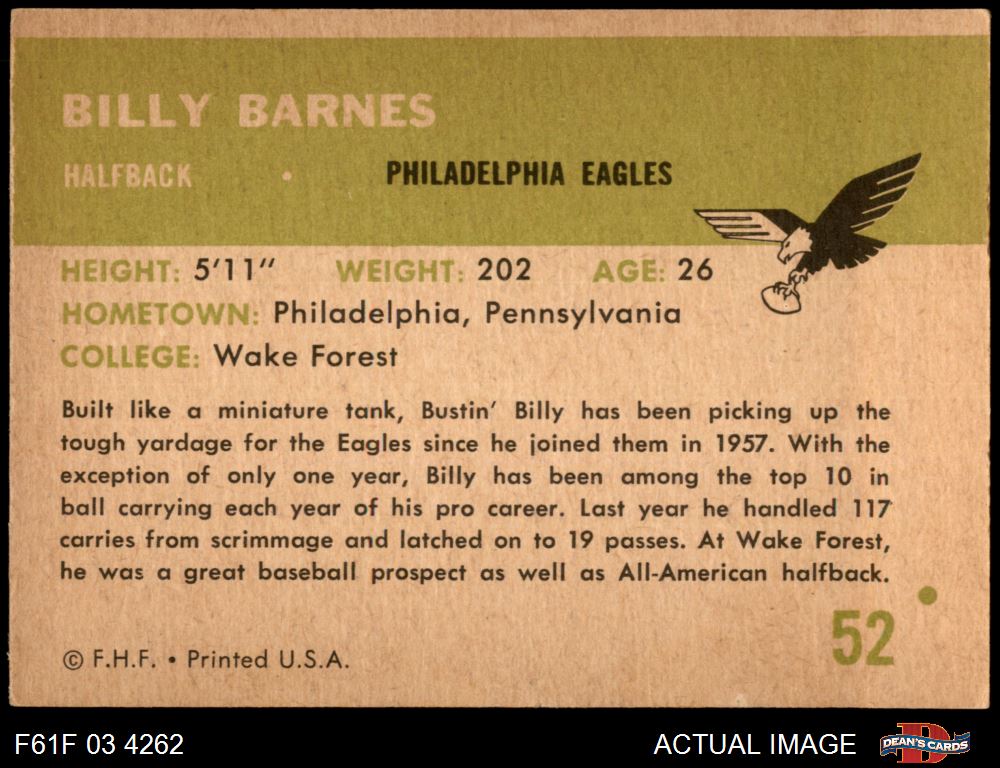 BILLY BARNES
HALFBACK • PHILADELPHIA EAGLES
HEIGHT: 5'11" WEIGHT: 202 AGE: 26
HOMETOWN: Philadelphia, Pennsylvania
COLLEGE: Wake Forest
Built like a miniature tank, Bustin' Billy has been picking up the
tough yardage for the Eagles since he joined them in 1957. With the
exception of only one year, Billy has been among the top 10 in
ball carrying each year of his pro career. Last year he handled 117
carries from scrimmage and latched on to 19 passes. At Wake Forest,
he was a great baseball prospect as well as All-American halfback.
52
© F.H.F. • Printed U.S.A.
F61F 03 4262 ACTUAL IMAGE D DEAN'S CARDS